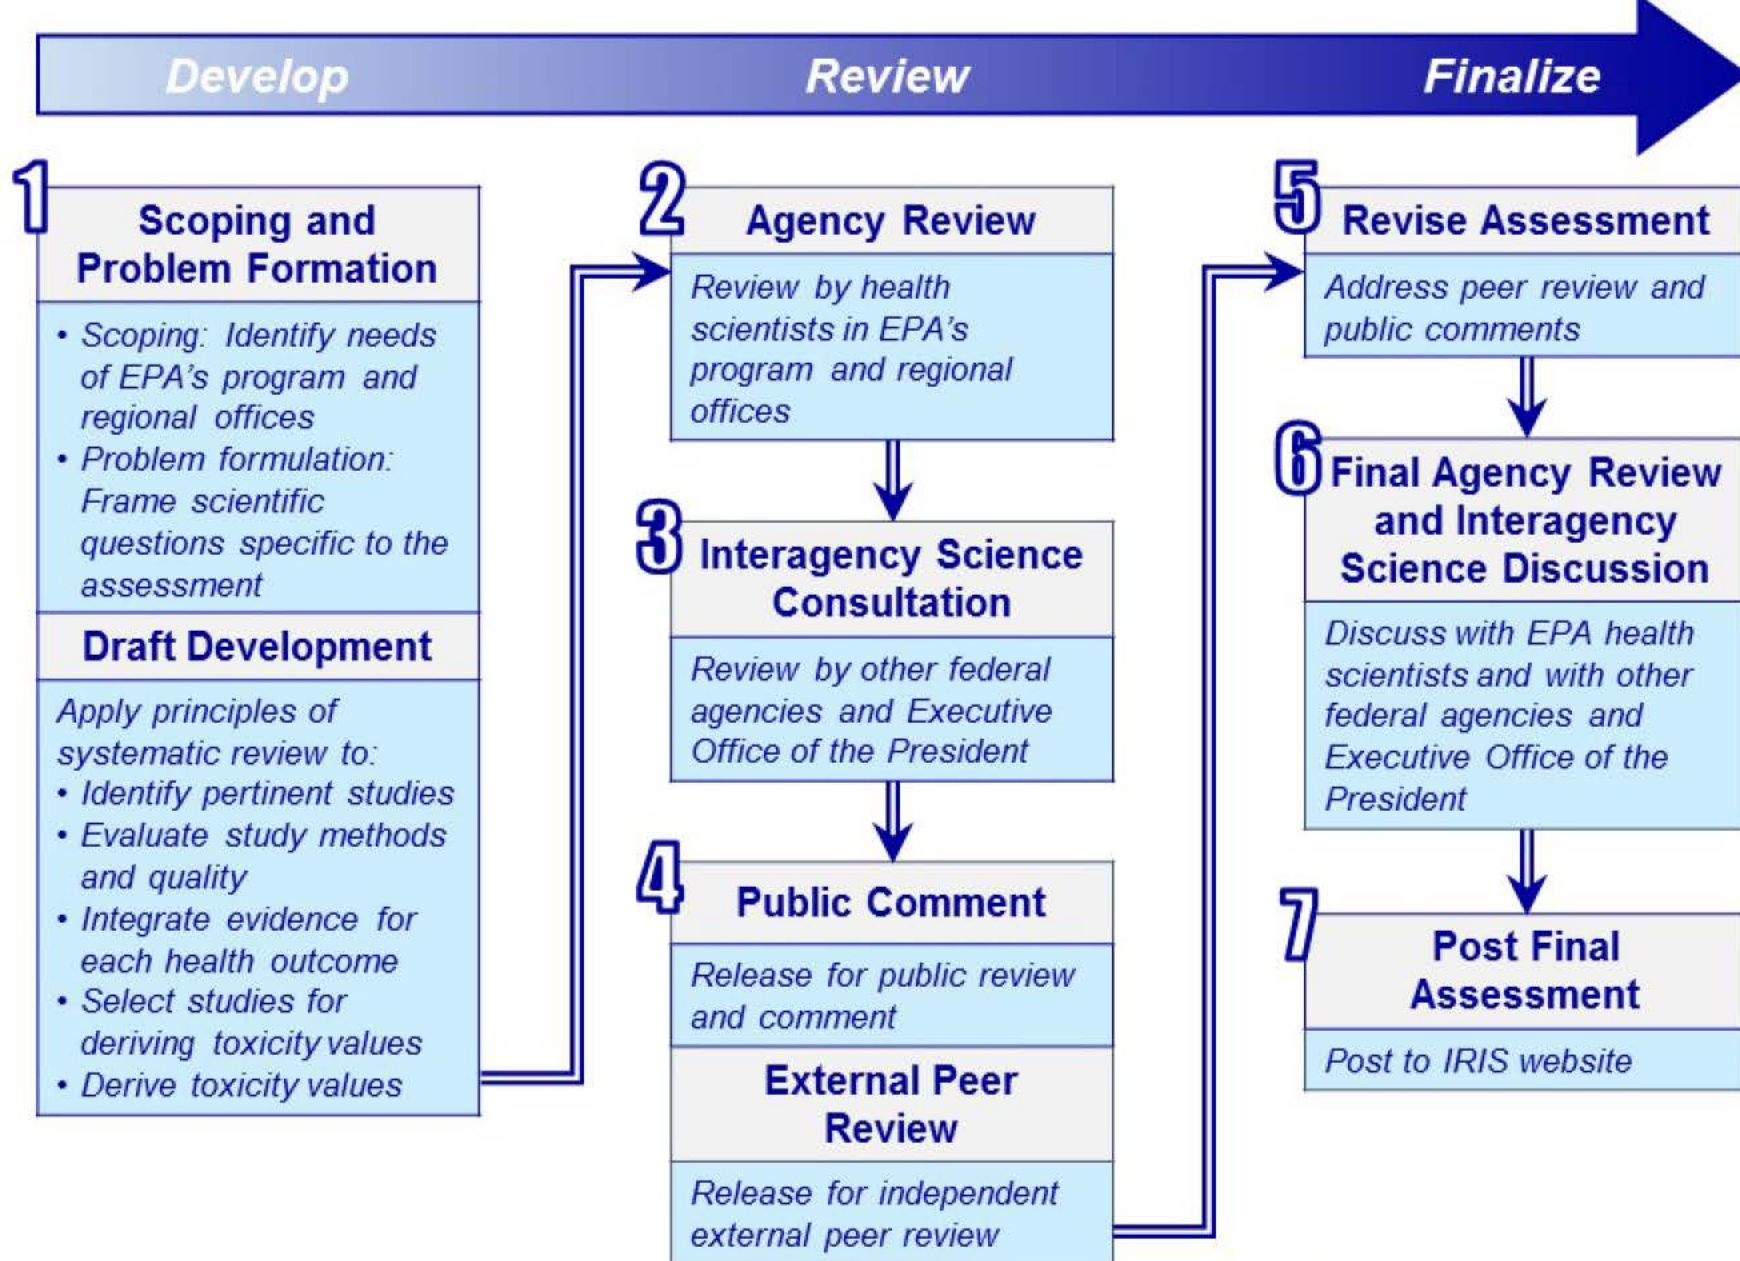 Develop Review Finalize
1
Scoping and
Problem Formation
• Scoping: Identify needs
of EPA's program and
regional offices
• Problem formulation:
Frame scientific
questions specific to the
assessment
Draft Development
Apply principles of
systematic review to:
• Identify pertinent studies
• Evaluate study methods
and quality
• Integrate evidence for
each health outcome
• Select studies for
deriving toxicity values
• Derive toxicity values
2
Agency Review
Review by health
scientists in EPA's
program and regional
offices
3
Interagency Science
Consultation
Review by other federal
agencies and Executive
Office of the President
4
Public Comment
Release for public review
and comment
External Peer
Review
Release for independent
external peer review
5
Revise Assessment
Address peer review and
public comments
6
Final Agency Review
and Interagency
Science Discussion
Discuss with EPA health
scientists and with other
federal agencies and
Executive Office of the
President
7
Post Final
Assessment
Post to IRIS website